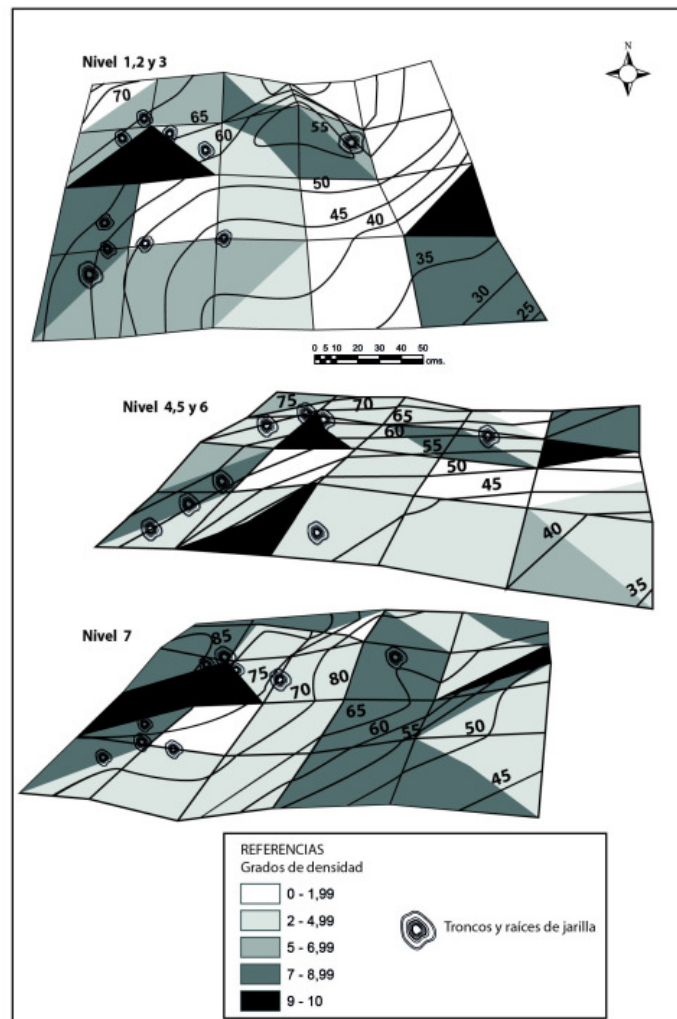 Nivel 1,2 y 3
N
70
65
60
55
50
45
40
35
30
25
0 5 10 20 30 40 50
cms.
Nivel 4,5 y 6
75
70
65
60
55
50
45
40
35
Nivel 7
85
75
70
80
65
60
55
50
45
REFERENCIAS
Grados de densidad
0 - 1,99
2 - 4,99
5 - 6,99
7 - 8,99
9 - 10
Troncos y raíces de jarilla